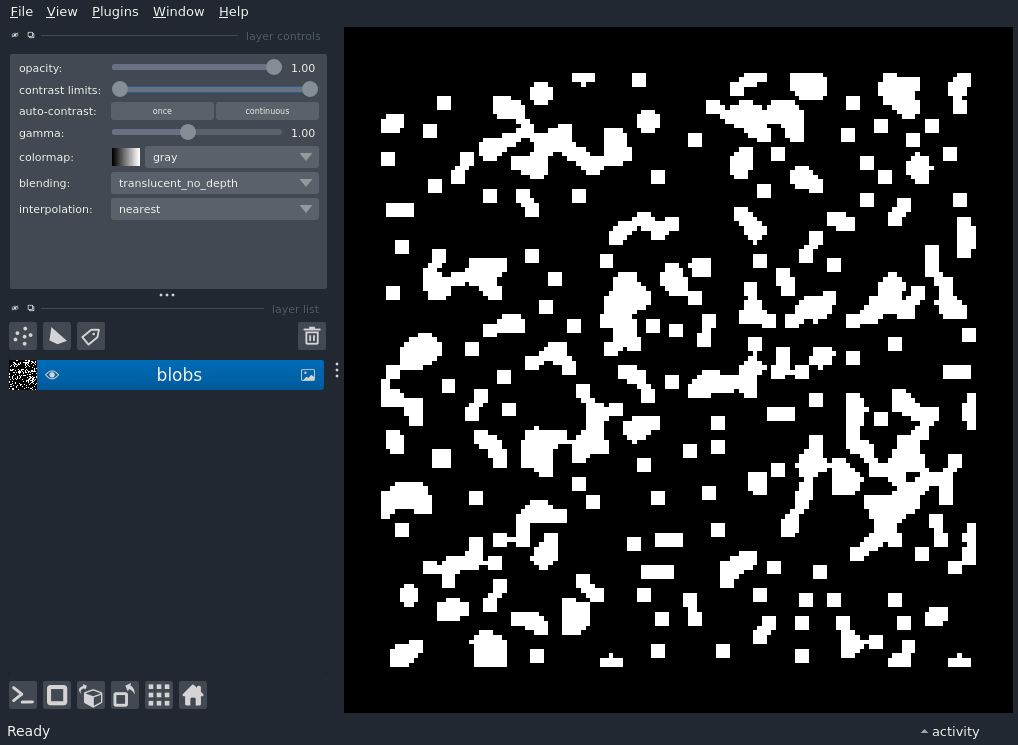 File View Plugins Window Help
layer controls
opacity: 1.00
contrast limits:
auto-contrast: once continuous
gamma: 1.00
colormap: gray
blending: translucent_no_depth
interpolation: nearest
layer list
blobs
Ready activity